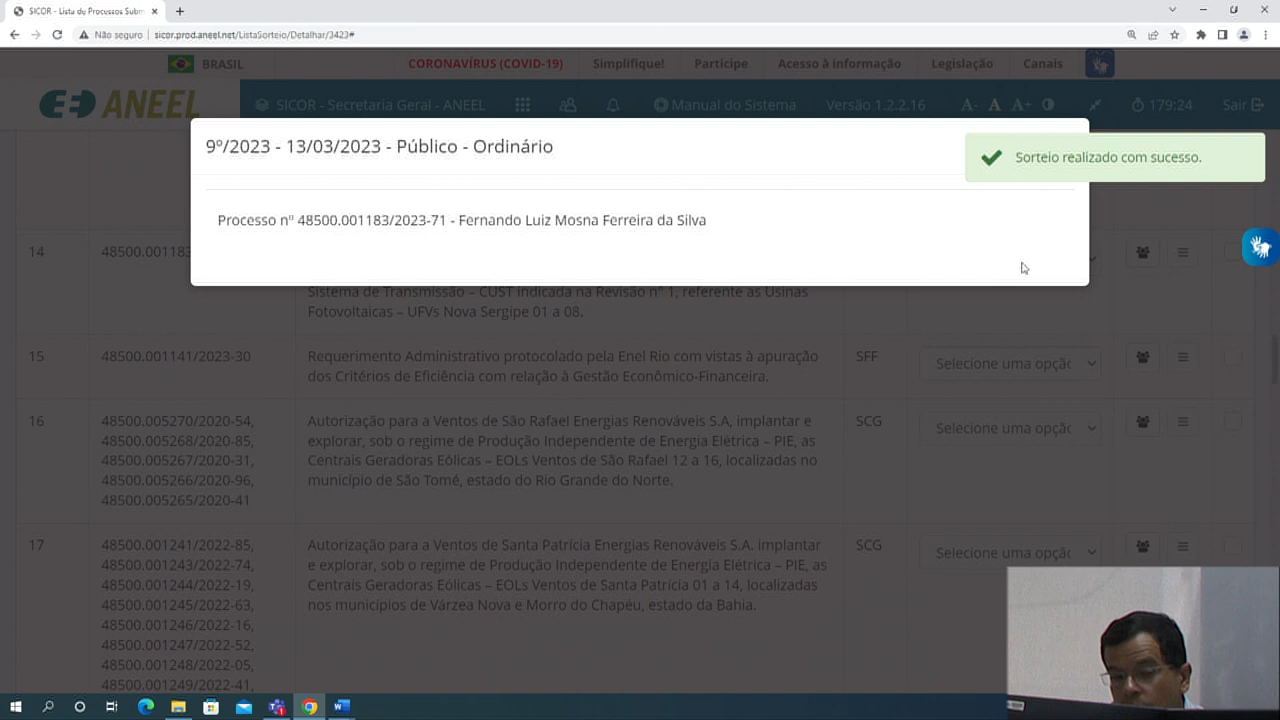 SICOR - Lista de Processos Subm
Não seguro
sicor.prod.aneel.net/ListaSorteio/Detalhar/3423#
BRASIL
CORONAVÍRUS (COVID-19)
Simplifique!
Participe
Acesso à informação
Legislação
Canais
ANEEL
SICOR - Secretaria Geral - ANEEL
Manual do Sistema
Versão 1.2.2.16
A- A A+
179:24
Sair
9º/2023 - 13/03/2023 - Público - Ordinário
Sorteio realizado com sucesso.
Processo nº 48500.001183/2023-71 - Fernando Luiz Mosna Ferreira da Silva
14
48500.001183
Sistema de Transmissão – CUST indicada na Revisão nº 1, referente as Usinas
Fotovoltaicas – UFVs Nova Sergipe 01 a 08.
15
48500.001141/2023-30
Requerimento Administrativo protocolado pela Enel Rio com vistas à apuração
dos Critérios de Eficiência com relação à Gestão Econômico-Financeira.
SFF
Selecione uma opçã
16
48500.005270/2020-54,
48500.005268/2020-85,
48500.005267/2020-31,
48500.005266/2020-96,
48500.005265/2020-41
Autorização para a Ventos de São Rafael Energias Renováveis S.A, implantar e
explorar, sob o regime de Produção Independente de Energia Elétrica – PIE, as
Centrais Geradoras Eólicas – EOLs Ventos de São Rafael 12 a 16, localizadas no
município de São Tomé, estado do Rio Grande do Norte.
SCG
Selecione uma opçã
17
48500.001241/2022-85,
48500.001243/2022-74,
48500.001244/2022-19,
48500.001245/2022-63,
48500.001246/2022-16,
48500.001247/2022-52,
48500.001248/2022-05,
48500.001249/2022-41,
Autorização para a Ventos de Santa Patrícia Energias Renováveis S.A. implantar
e explorar, sob o regime de Produção Independente de Energia Elétrica – PIE, as
Centrais Geradoras Eólicas – EOLs Ventos de Santa Patrícia 01 a 14, localizadas
nos municípios de Várzea Nova e Morro do Chapéu, estado da Bahia.
SCG
Selecione uma opçã